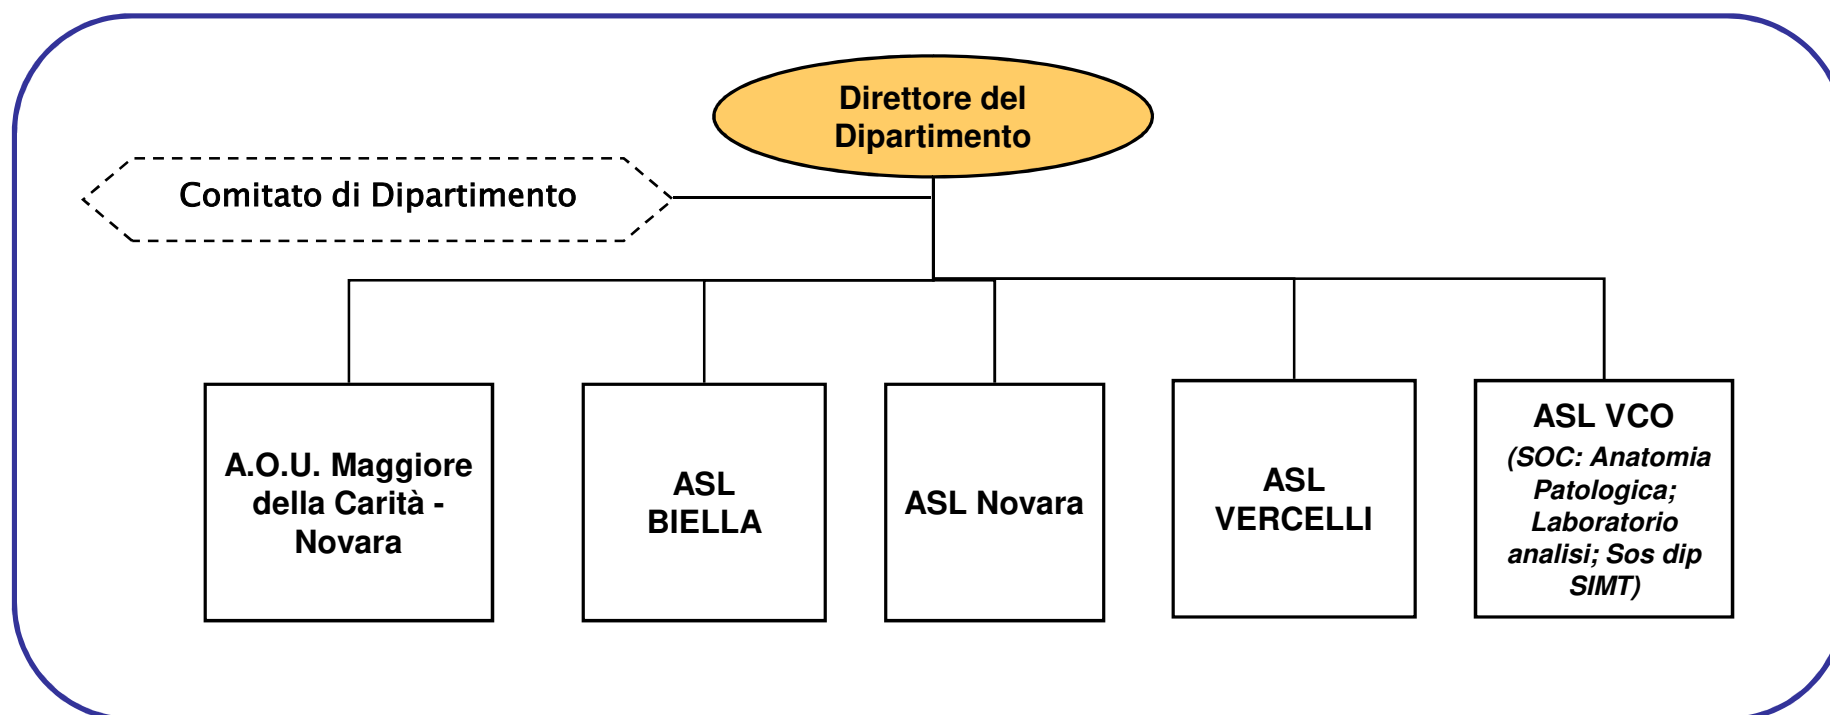 Direttore del
Dipartimento
Comitato di Dipartimento
A.O.U. Maggiore
della Carità -
Novara
ASL
BIELLA
ASL Novara
ASL
VERCELLI
ASL VCO
(SOC: Anatomia
Patologica;
Laboratorio
analisi; Sos dip
SIMT)